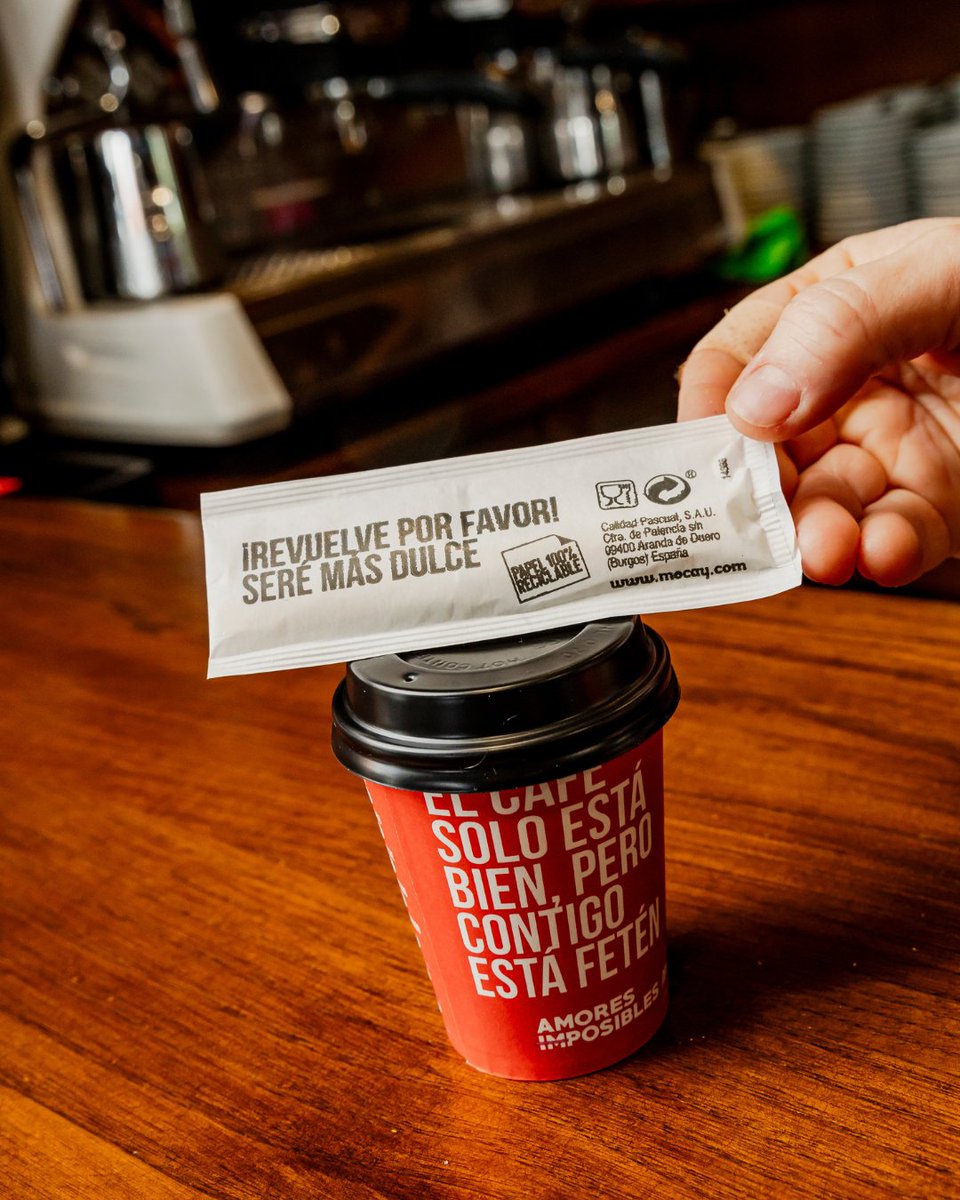 ¡REVUELVE POR FAVOR!
SERÉ MÁS DULCE
PAPEL 100%
RECICLABLE
®
Calidad Pascual, S.A.U.
Ctra. de Palencia s/n
09400 Aranda de Duero
(Burgos) España
www.mocay.com
EL CAFÉ
SOLO ESTÁ
BIEN, PERO
CONTIGO
ESTÁ FETÉN
AMORES
IMPOSIBLES